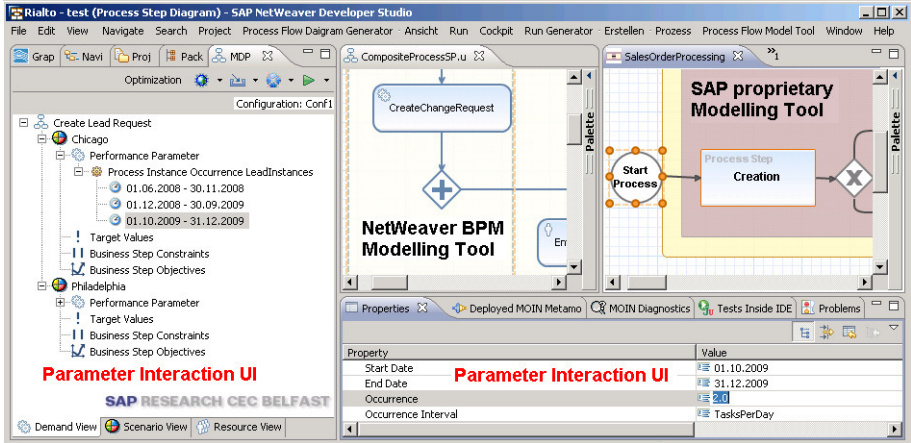 Rialto - test (Process Step Diagram) - SAP NetWeaver Developer Studio
File Edit View Navigate Search Project Process Flow Daigram Generator Ansicht Run Cockpit Run Generator Erstellen Prozess Process Flow Model Tool Window Help
Grap Navi Proj Pack MDP
Optimization
Configuration: Conf1
Create Lead Request
Chicago
Performance Parameter
Process Instance Occurrence LeadInstances
01.06.2008 - 30.11.2008
01.12.2008 - 30.09.2009
01.10.2009 - 31.12.2009
Target Values
Business Step Constraints
Business Step Objectives
Philadelphia
Performance Parameter
Target Values
Business Step Constraints
Business Step Objectives
Parameter Interaction UI
SAP RESEARCH CEC BELFAST
Demand View Scenario View Resource View
CompositeProcessSP.u
CreateChangeRequest
NetWeaver BPM
Modelling Tool
En
Palette
SalesOrderProcessing
1
SAP proprietary
Modelling Tool
Start
Process
Process Step
Creation
X
Palette
Properties Deployed MOIN Metamo MOIN Diagnostics Tests Inside IDE Problems
Property Value
Start Date 01.10.2009
End Date 31.12.2009
Parameter Interaction UI
Occurrence 2.0
Occurrence Interval TasksPerDay